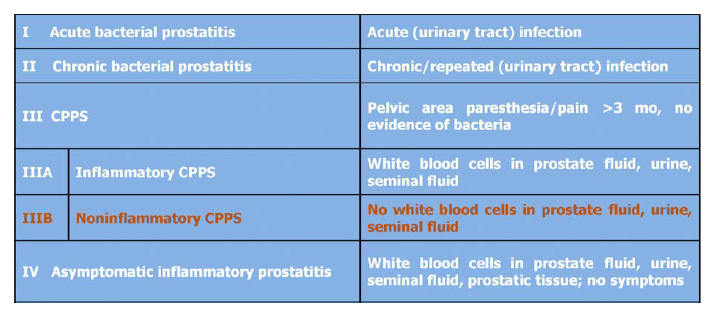 I Acute bacterial prostatitis
Acute (urinary tract) infection
II Chronic bacterial prostatitis
Chronic/repeated (urinary tract) infection
III CPPS
Pelvic area paresthesia/pain >3 mo, no
evidence of bacteria
IIIA Inflammatory CPPS
White blood cells in prostate fluid, urine,
seminal fluid
IIIB Noninflammatory CPPS
No white blood cells in prostate fluid, urine,
seminal fluid
IV Asymptomatic inflammatory prostatitis
White blood cells in prostate fluid, urine,
seminal fluid, prostatic tissue; no symptoms